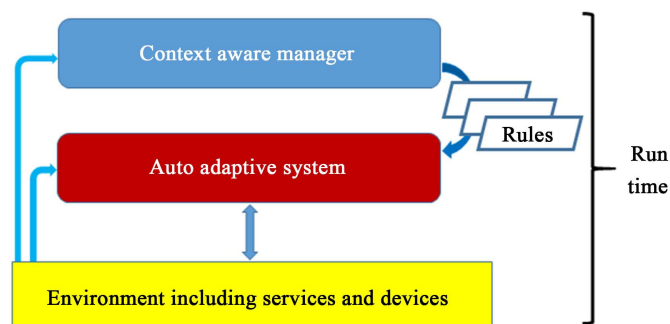 Context aware manager
Rules
Auto adaptive system
Run
time
Environment including services and devices